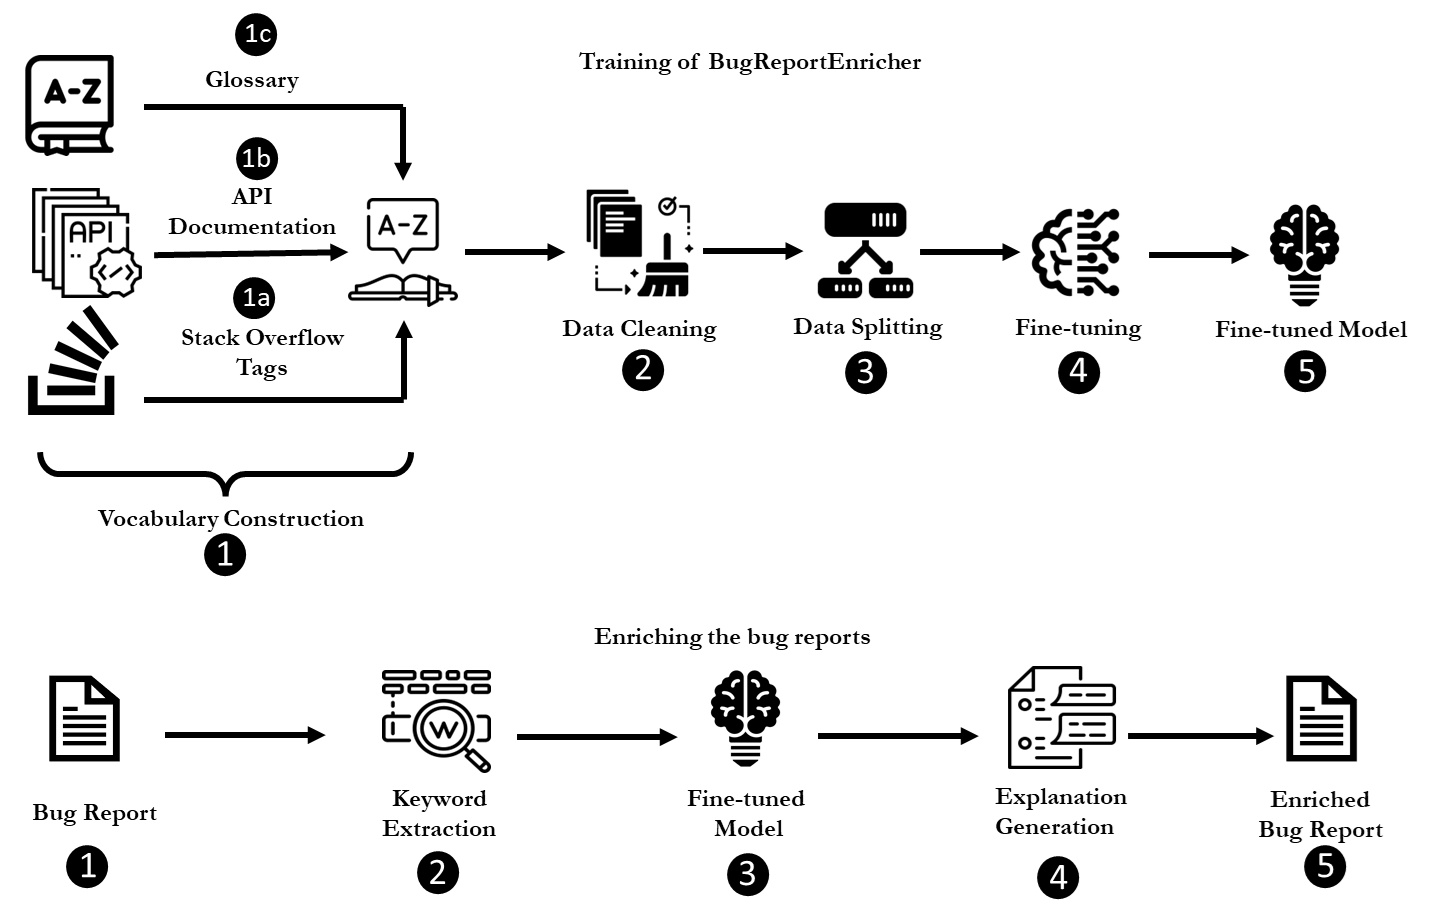 1c
Training of BugReportEnricher
Glossary
A-Z
1b
API
Documentation
API
</>
A-Z
1a
Stack Overflow
Tags
Data Cleaning
2
Data Splitting
3
Fine-tuning
4
Fine-tuned Model
5
Vocabulary Construction
1
Enriching the bug reports
W
Bug Report
1
Keyword
Extraction
2
Fine-tuned
Model
3
Explanation
Generation
4
Enriched
Bug Report
5